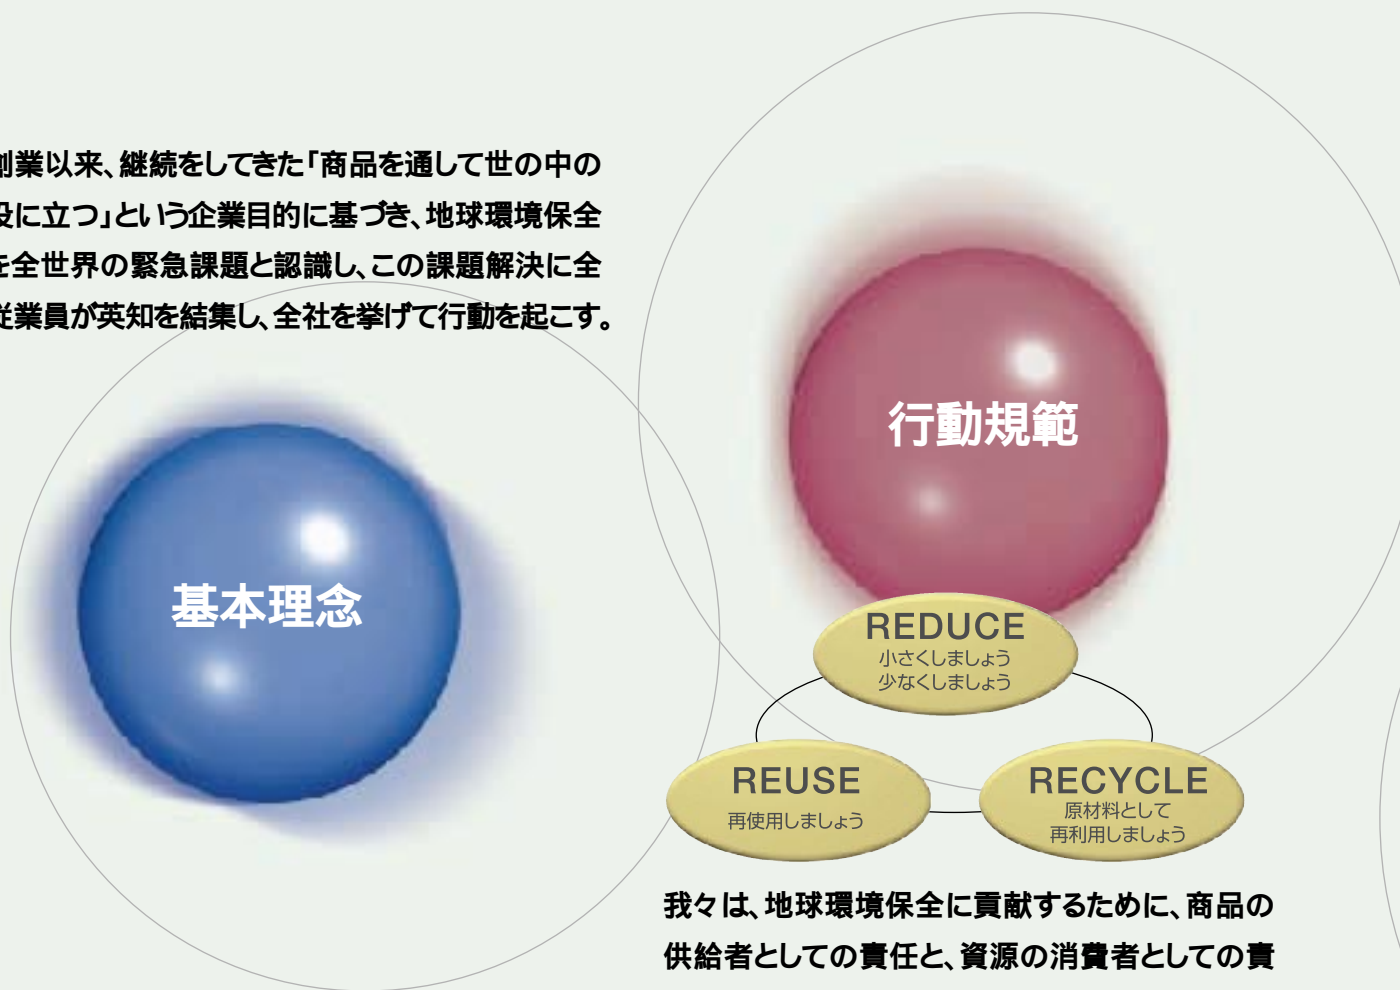 創業以来、継続をしてきた「商品を通して世の中の
役に立つ」という企業目的に基づき、地球環境保全
を全世界の緊急課題と認識し、この課題解決に全
従業員が英知を結集し、全社を挙げて行動を起こす。
基本理念
行動規範
REDUCE
小さくしましょう
少なくしましょう
REUSE
再使用しましょう
RECYCLE
原材料として
再利用しましょう
我々は、地球環境保全に貢献するために、商品の
供給者としての責任と、資源の消費者としての責